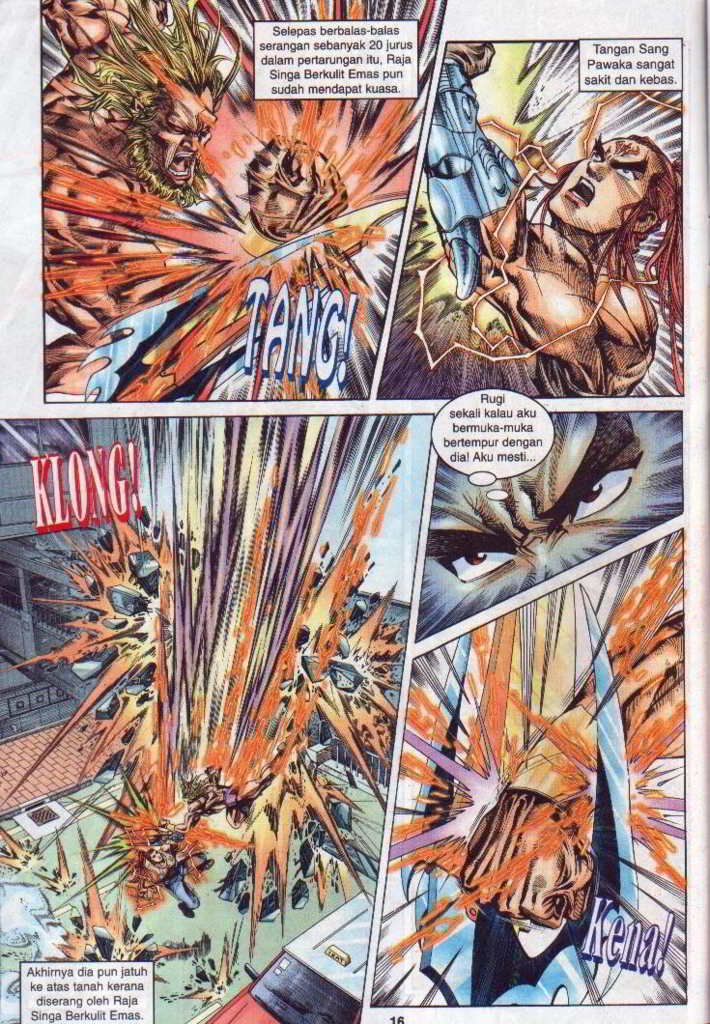 Selepas berbalas-balas
serangan sebanyak 20 jurus
dalam pertarungan itu, Raja
Singa Berkulit Emas pun
sudah mendapat kuasa.
Tangan Sang
Pawaka sangat
sakit dan kebas.
TANG!
Rugi
sekali kalau aku
bermuka-muka
bertempur dengan
dia! Aku mesti...
KLONG!
Kena!
Akhirnya dia pun jatuh
ke atas tanah kerana
diserang oleh Raja
Singa Berkulit Emas.
16